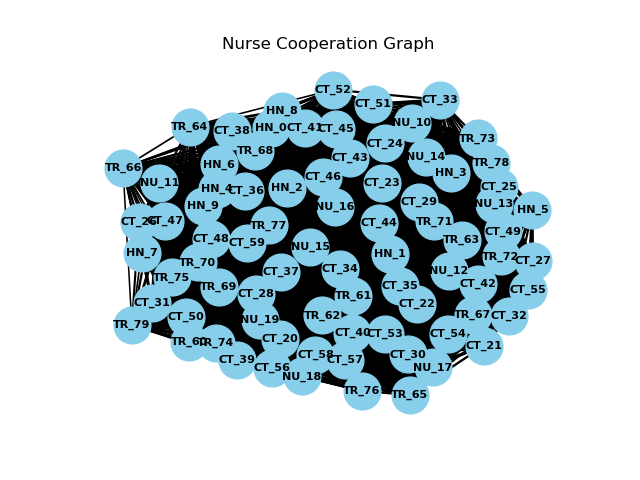 Nurse Cooperation Graph
CT_52
CT_33
CT_51
HN_8
NU_10
TR_64
CT_38
HN_0
CT_41
CT_45
TR_73
CT_24
TR_68
CT_43
NU_14
TR_78
HN_6
TR_66
HN_3
CT_46
NU_11
CT_23
CT_25
HN_4
CT_36
HN_2
CT_29
NU_13
HN_9
NU_16
HN_5
CT_47
TR_71
CT_44
TR_77
CT_49
CT_48
CT_59
TR_63
NU_15
HN_7
HN_1
TR_72
CT_27
TR_70
CT_34
NU_12
CT_37
TR_75
CT_42
TR_69
CT_35
CT_55
CT_28
TR_61
CT_31
CT_22
CT_50
TR_62
TR_67
CT_32
NU_19
TR_79
CT_40
CT_53
CT_54
CT_20
TR_74
CT_21
CT_58
CT_30
CT_39
CT_57
CT_56
NU_17
NU_18
TR_76
TR_65